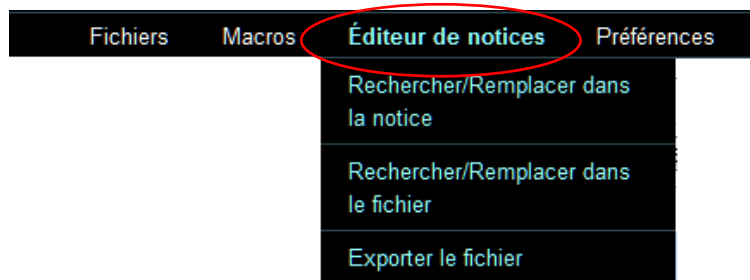 Fichiers Macros Éditeur de notices Préférences
Rechercher/Remplacer dans
la notice
Rechercher/Remplacer dans
le fichier
Exporter le fichier